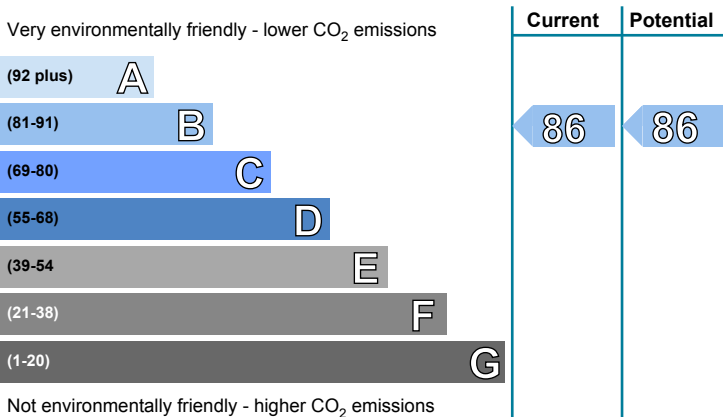 Very environmentally friendly - lower CO₂ emissions
Current Potential
(92 plus) A
(81-91) B 86 86
(69-80) C
(55-68) D
(39-54 E
(21-38) F
(1-20) G
Not environmentally friendly - higher CO₂ emissions